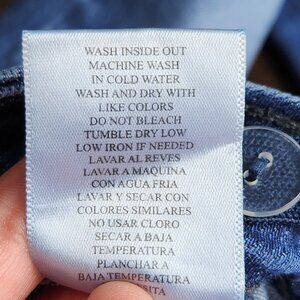 WASH INSIDE OUT
MACHINE WASH
IN COLD WATER
WASH AND DRY WITH
LIKE COLORS
DO NOT BLEACH
TUMBLE DRY LOW
LOW IRON IF NEEDED
LAVAR AL REVES
LAVAR A MAQUINA
CON AGUA FRIA
LAVAR Y SECAR CON
COLORES SIMILARES
NO USAR CLORO
SECAR A BAJA
TEMPERATURA
PLANCHAR A
BAJA TEMPERATURA